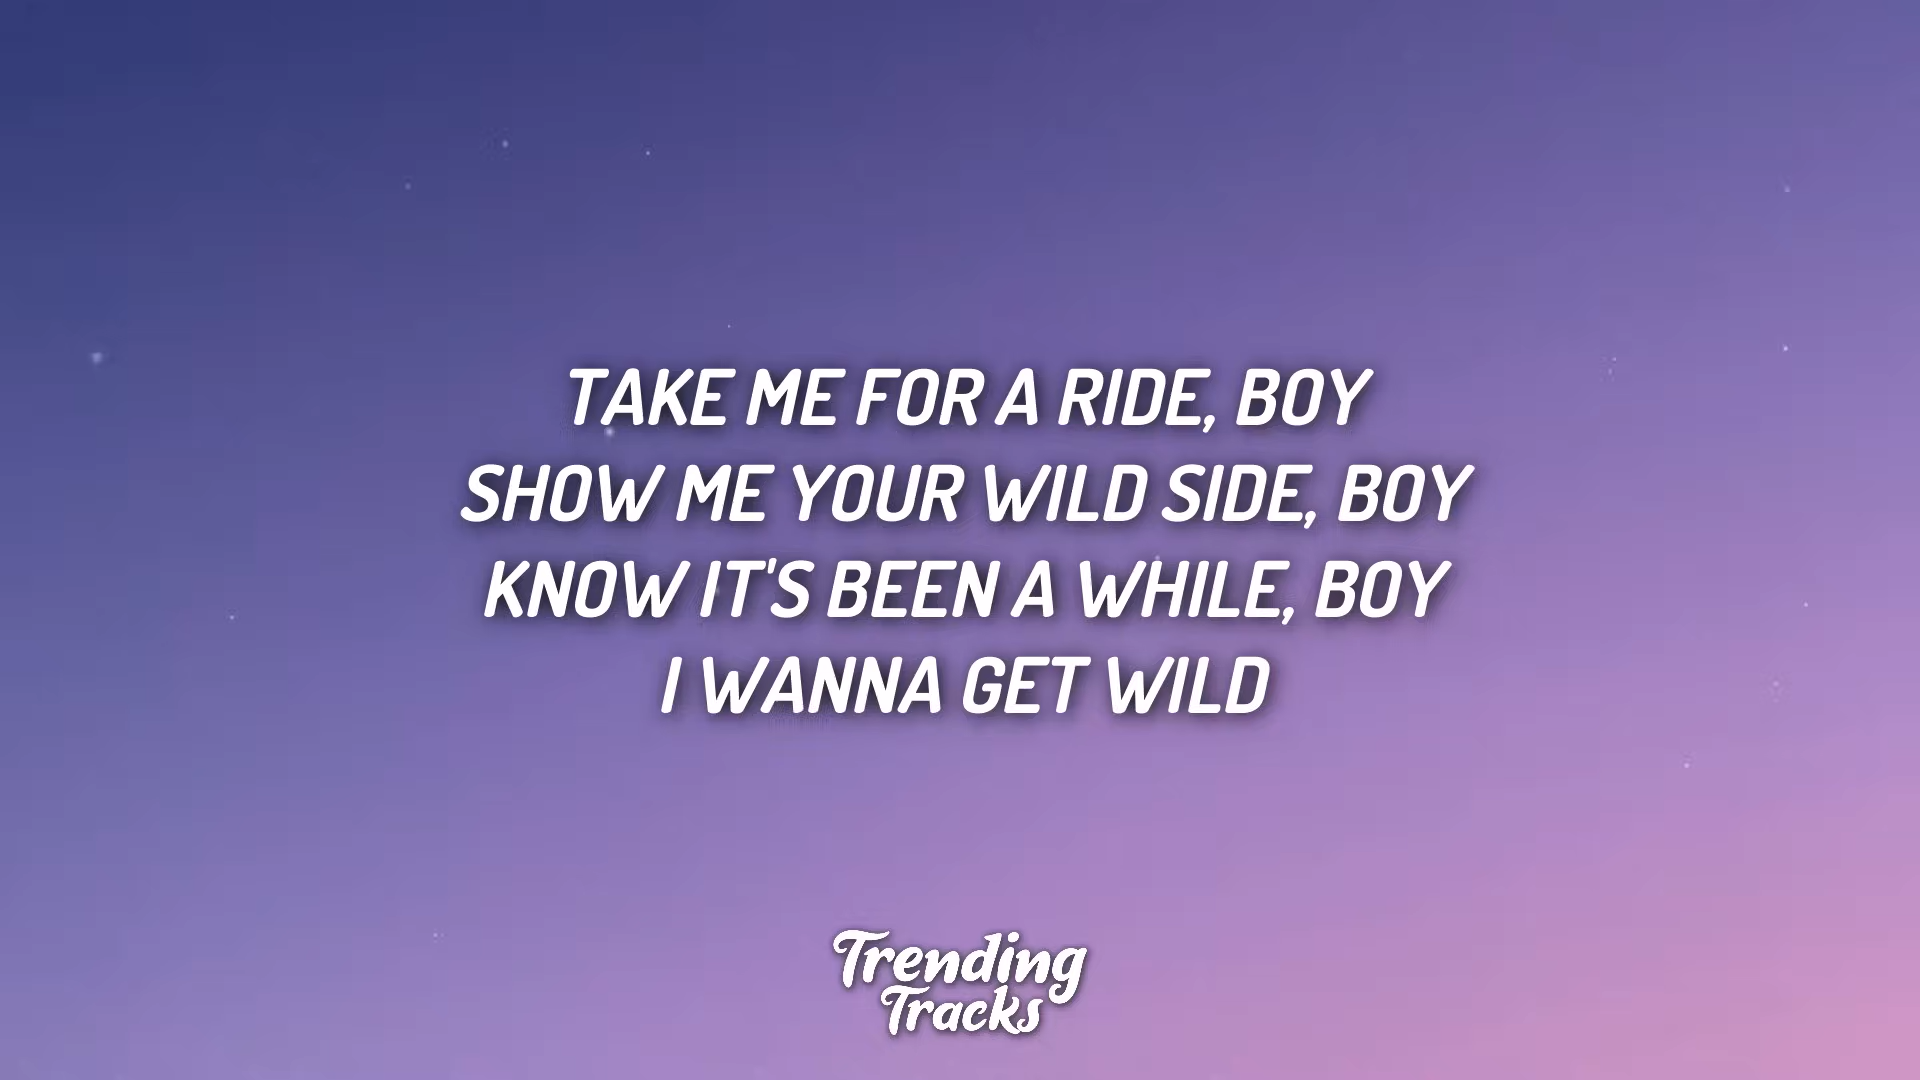 TAKE ME FOR A RIDE, BOY
SHOW ME YOUR WILD SIDE, BOY
KNOW IT'S BEEN A WHILE, BOY
I WANNA GET WILD
Trending
Tracks